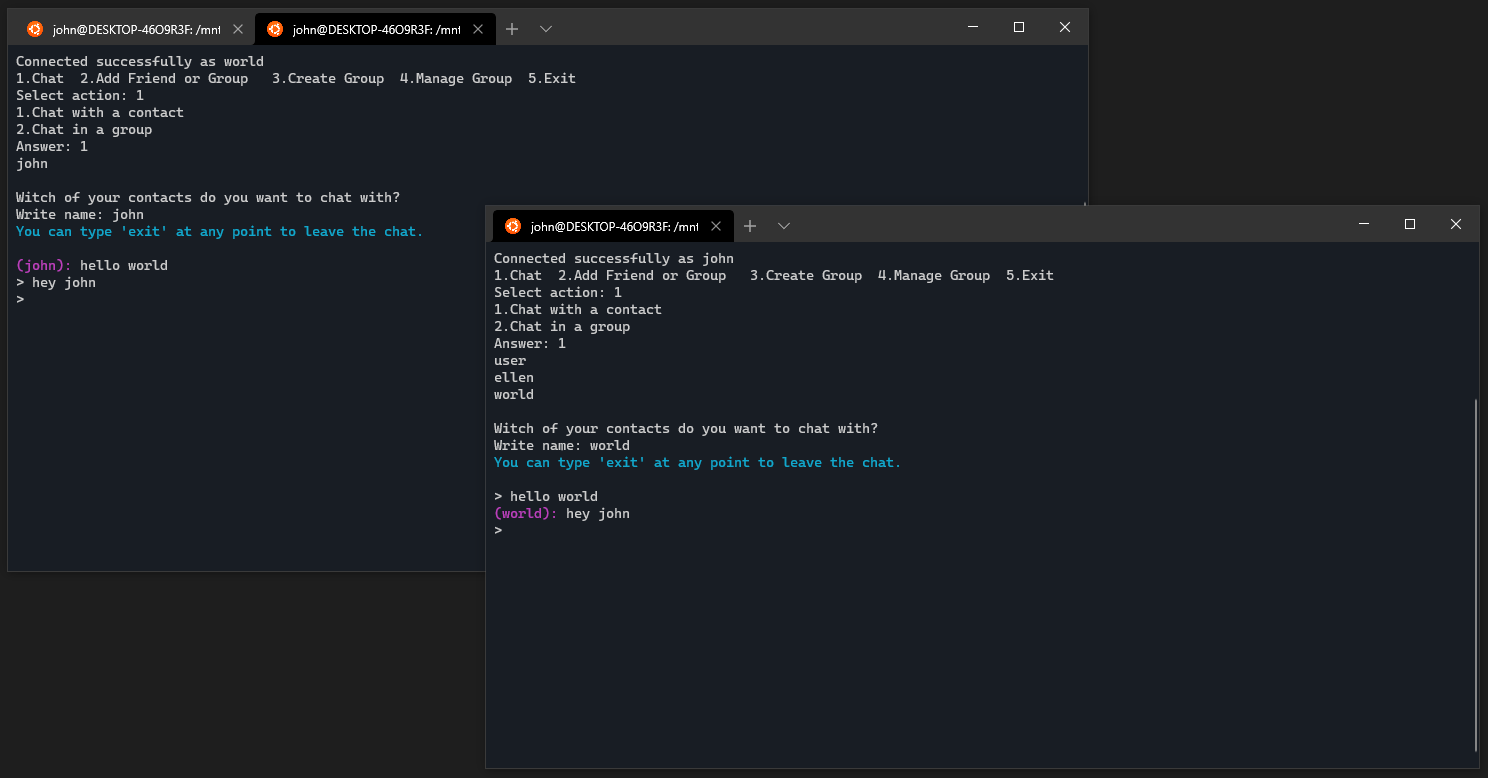 john@DESKTOP-46O9R3F: /mnt
john@DESKTOP-46O9R3F: /mnt
Connected successfully as world
1.Chat  2.Add Friend or Group   3.Create Group  4.Manage Group  5.Exit
Select action: 1
1.Chat with a contact
2.Chat in a group
Answer: 1
john
Witch of your contacts do you want to chat with?
Write name: john
You can type 'exit' at any point to leave the chat.
(john): hello world
> hey john
>
john@DESKTOP-46O9R3F: /mnt
Connected successfully as john
1.Chat  2.Add Friend or Group   3.Create Group  4.Manage Group  5.Exit
Select action: 1
1.Chat with a contact
2.Chat in a group
Answer: 1
user
ellen
world
Witch of your contacts do you want to chat with?
Write name: world
You can type 'exit' at any point to leave the chat.
> hello world
(world): hey john
>